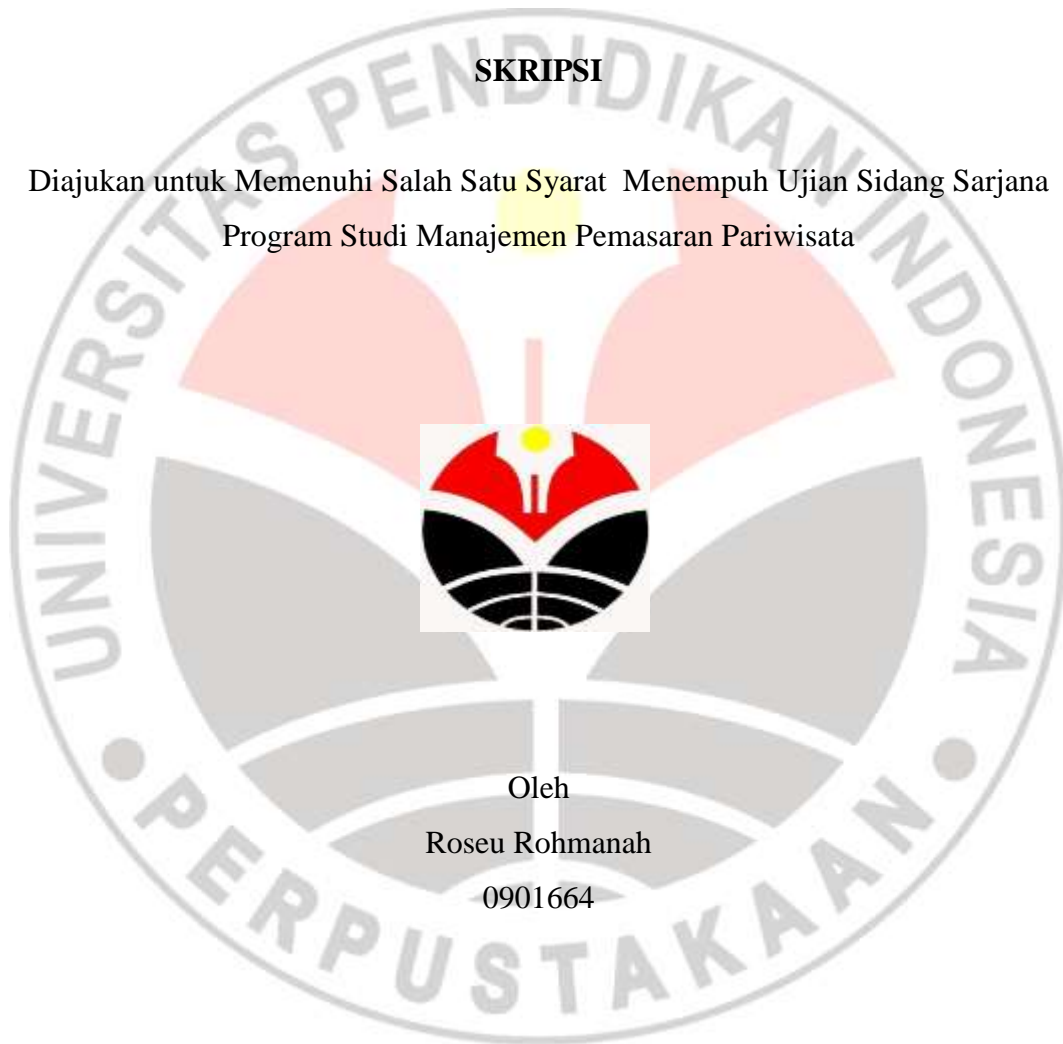 SKRIPSI
Diajukan untuk Memenuhi Salah Satu Syarat Menempuh Ujian Sidang Sarjana
Program Studi Manajemen Pemasaran Pariwisata
Oleh
Roseu Rohmanah
0901664
UNIVERSITAS PENDIDIKAN INDONESIA
• PERPUSTAKAAN •